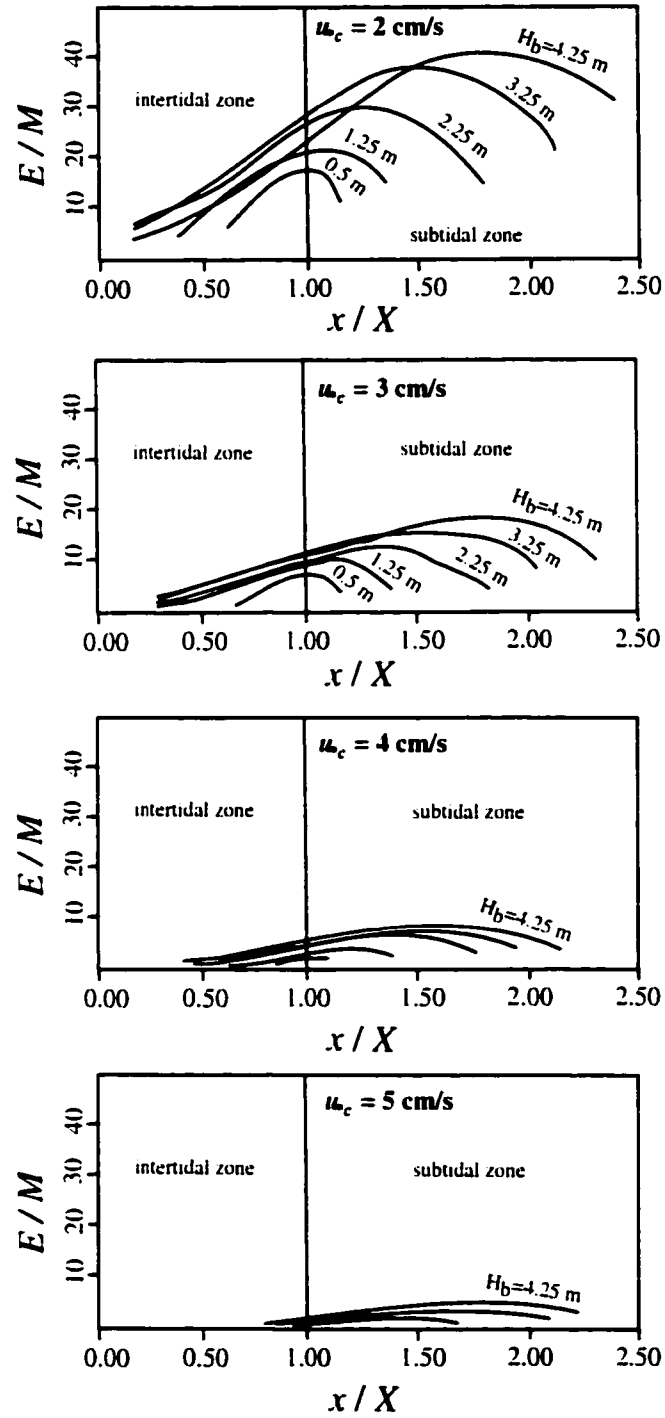 u*c = 2 cm/s
Hb=4.25 m
3.25 m
2.25 m
1.25 m
0.5 m
intertidal zone
subtidal zone
E / M
40
30
20
10
0.00 0.50 1.00 1.50 2.00 2.50
x / X
u*c = 3 cm/s
intertidal zone
subtidal zone
Hb=4.25 m
3.25 m
2.25 m
1.25 m
0.5 m
E / M
40
30
20
10
0.00 0.50 1.00 1.50 2.00 2.50
x / X
u*c = 4 cm/s
intertidal zone
subtidal zone
Hb=4.25 m
E / M
40
30
20
10
0.00 0.50 1.00 1.50 2.00 2.50
x / X
u*c = 5 cm/s
intertidal zone
subtidal zone
Hb=4.25 m
E / M
40
30
20
10
0.00 0.50 1.00 1.50 2.00 2.50
x / X